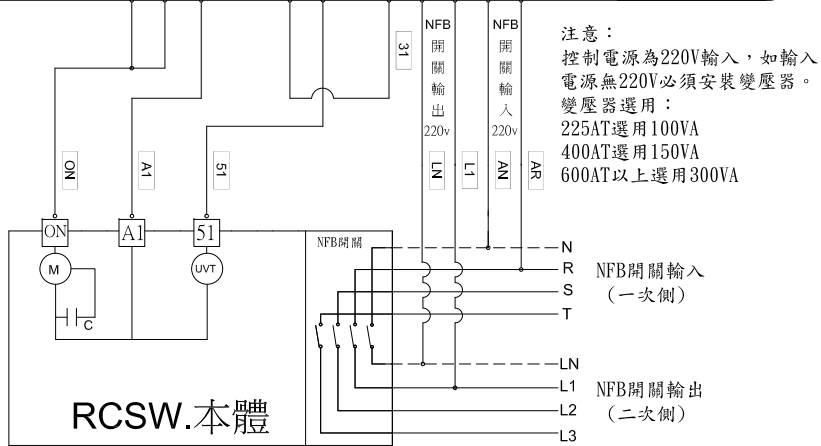 注意：
控制電源為220V輸入，如輸入
電源無220V必須安裝變壓器。
變壓器選用：
225AT選用100VA
400AT選用150VA
600AT以上選用300VA
31
NFB
開
關
輸
出
220v
NFB
開
關
輸
入
220v
ON
A1
51
LN
L1
AN
AR
ON
A1
51
M
C
UVT
NFB開關
N
R
S
T
NFB開關輸入
(一次側)
LN
L1
L2
L3
NFB開關輸出
(二次側)
RCSW.本體